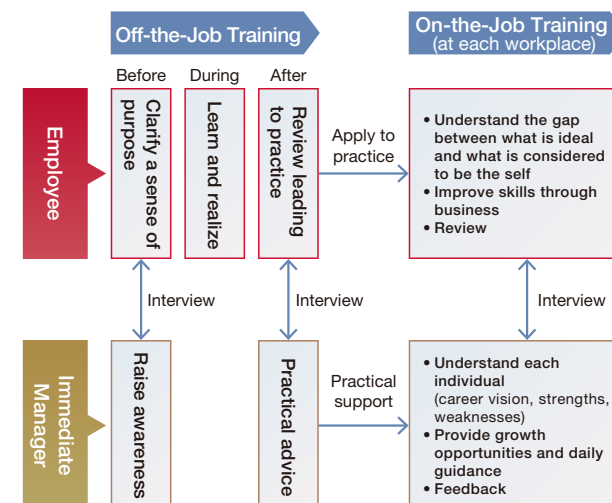 Off-the-Job Training
On-the-Job Training
(at each workplace)
Before
During
After
Employee
Clarify a sense of
purpose
Learn and realize
Review leading
to practice
Apply to
practice
• Understand the gap
between what is ideal
and what is considered
to be the self
• Improve skills through
business
• Review
Interview
Interview
Interview
Immediate
Manager
Raise awareness
Practical advice
Practical
support
• Understand each
individual
(career vision, strengths,
weaknesses)
• Provide growth
opportunities and daily
guidance
• Feedback